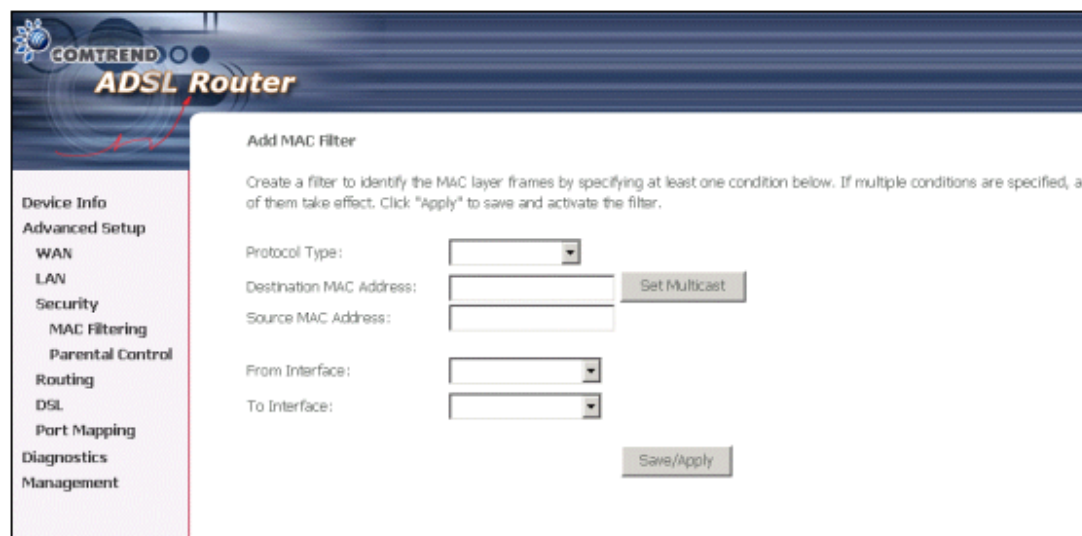 COMTREND
ADSL Router
Device Info
Advanced Setup
WAN
LAN
Security
MAC Filtering
Parental Control
Routing
DSL
Port Mapping
Diagnostics
Management
Add MAC Filter
Create a filter to identify the MAC layer frames by specifying at least one condition below. If multiple conditions are specified, a
of them take effect. Click "Apply" to save and activate the filter.
Protocol Type:
Destination MAC Address:
Set Multicast
Source MAC Address:
From Interface:
To Interface:
Save/Apply